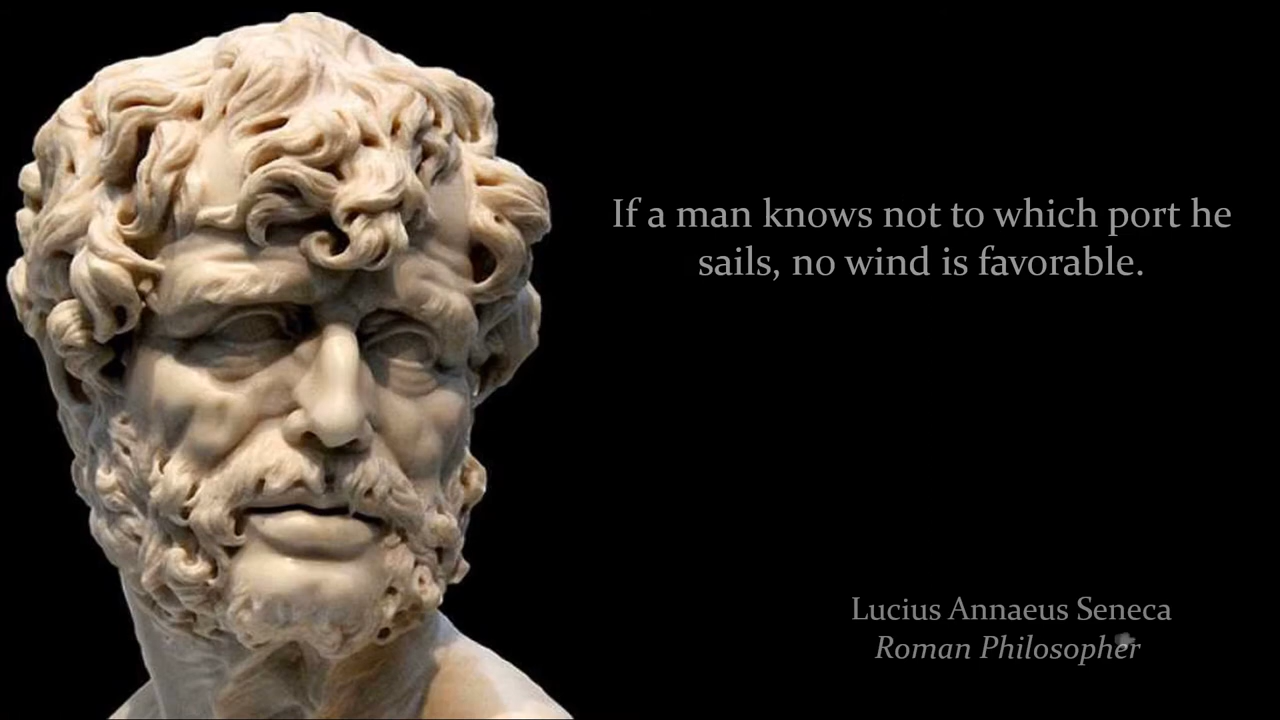 If a man knows not to which port he
sails, no wind is favorable.
Lucius Annaeus Seneca
Roman Philosopher